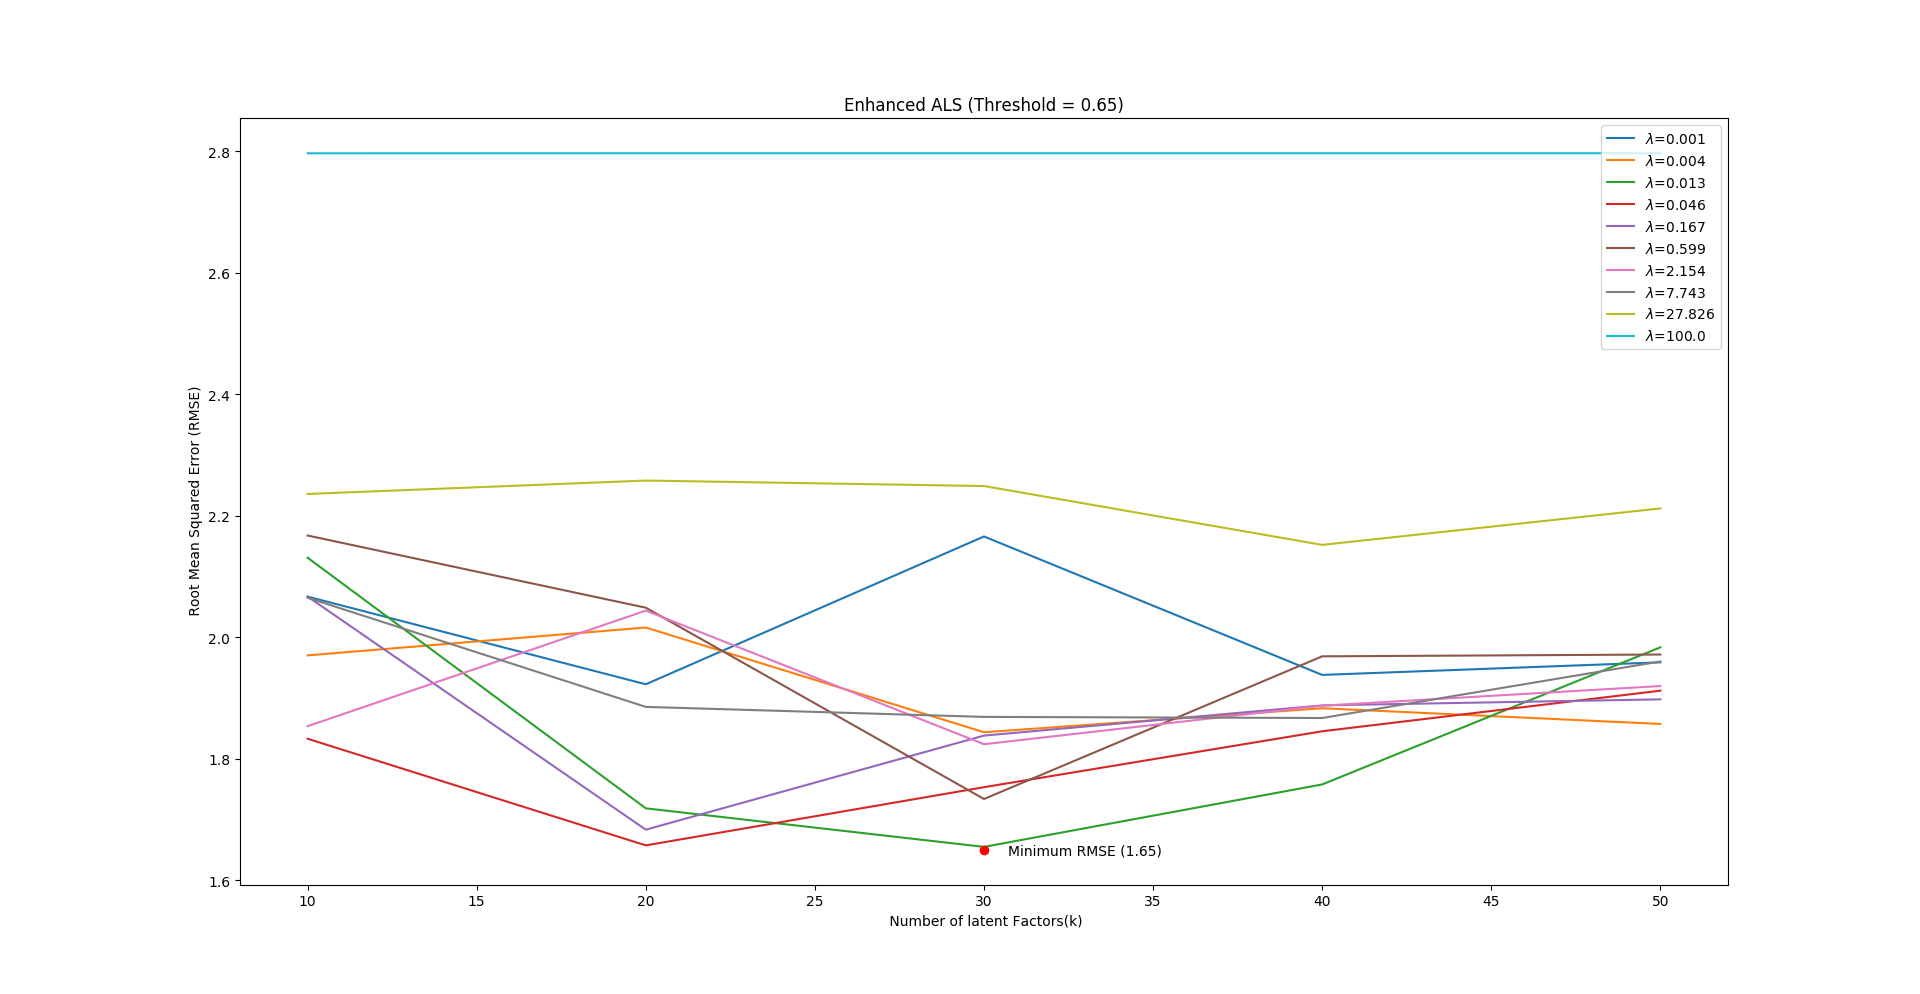 Enhanced ALS (Threshold = 0.65)
Root Mean Squared Error (RMSE)
2.8
2.6
2.4
2.2
2.0
1.8
1.6
λ=0.001
λ=0.004
λ=0.013
λ=0.046
λ=0.167
λ=0.599
λ=2.154
λ=7.743
λ=27.826
λ=100.0
Minimum RMSE (1.65)
10 15 20 25 30 35 40 45 50
Number of latent Factors(k)